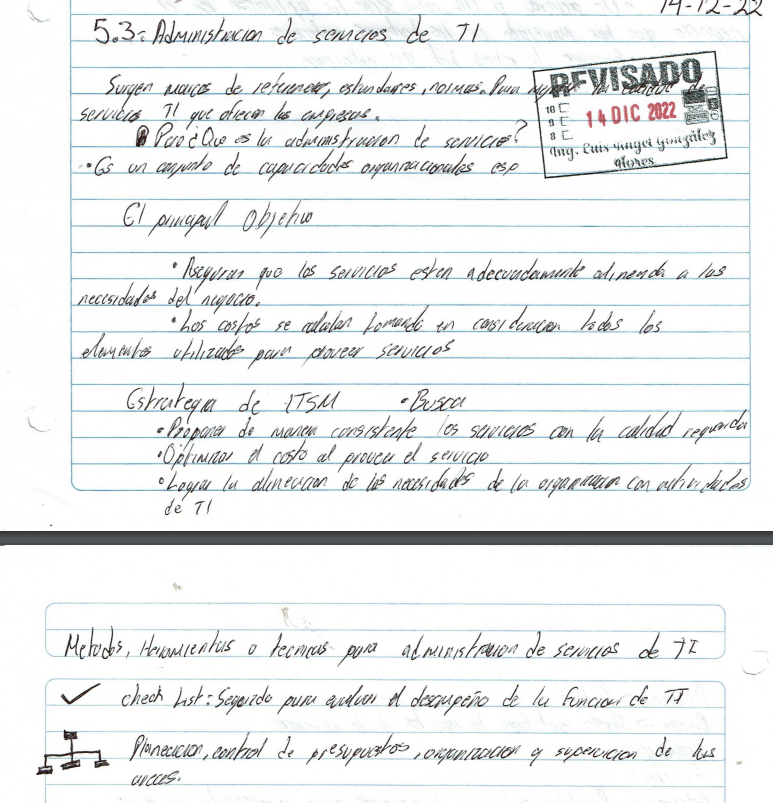 14-12-22
5.3: Administracion de servicios de TI
Surgen marcos de referencia, estandares, normas. Para
servicios TI que ofrecen las empresas.
Pero ¿Que es la administracion de servicios?
• Es un conjunto de capacidades organizacionales esp
REVISADO
10
9
8
14 DIC 2022
Ing. Luis Angel González
Flores
El principal Objetivo
• Aseguran que los servicios esten adecuadamente alineando a las
necesidades del negocio.
• Los costos se calculan tomando en consideracion todos los
elementos utilizados para proveer servicios
Estrategia de ITSM • Busca
• Proponer de manera consistente los servicios con la calidad requerida
• Optimizar el costo al proveer el servicio
• Lograr la alineacion de las necesidades de la organizacion con actividades
de TI
Metodos, Herramientas o tecnicas para administracion de servicios de TI
check List: para evaluar el desempeño de la funcion de TI
Planeacion, control de presupuestos, organizacion y supervicion de las
areas.